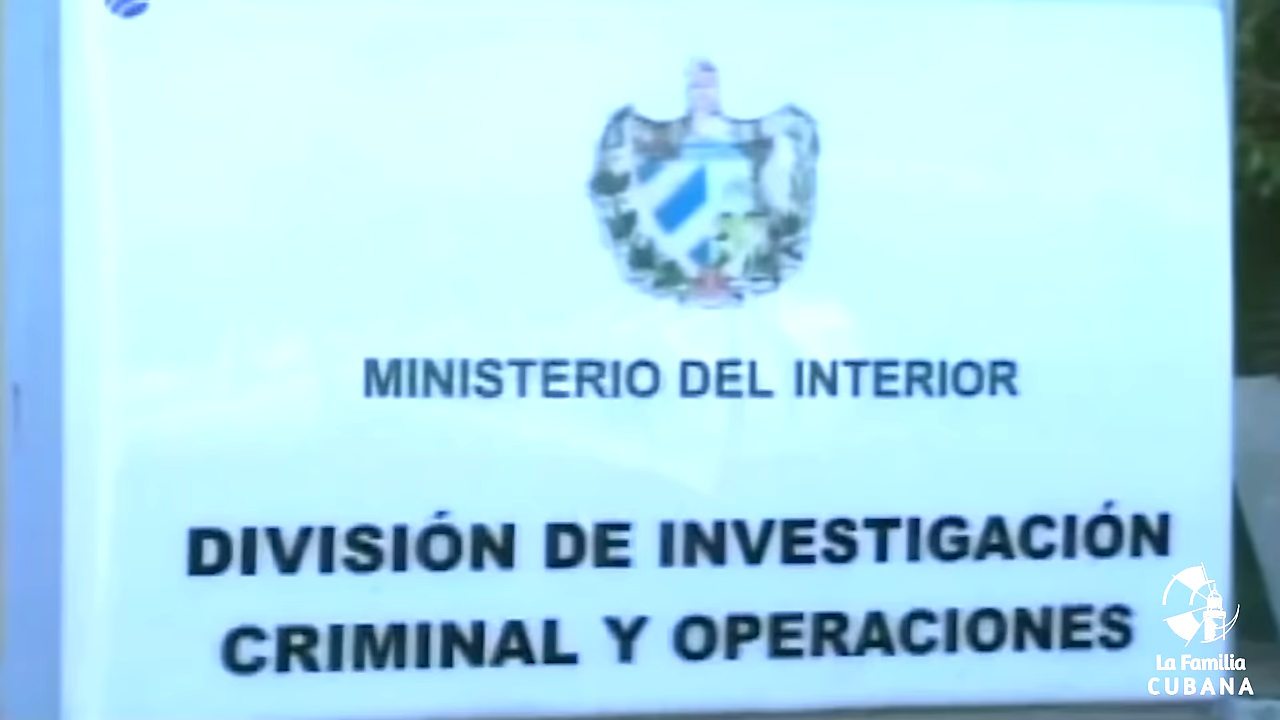 MINISTERIO DEL INTERIOR
DIVISIÓN DE INVESTIGACIÓN
CRIMINAL Y OPERACIONES
La Familia
CUBANA